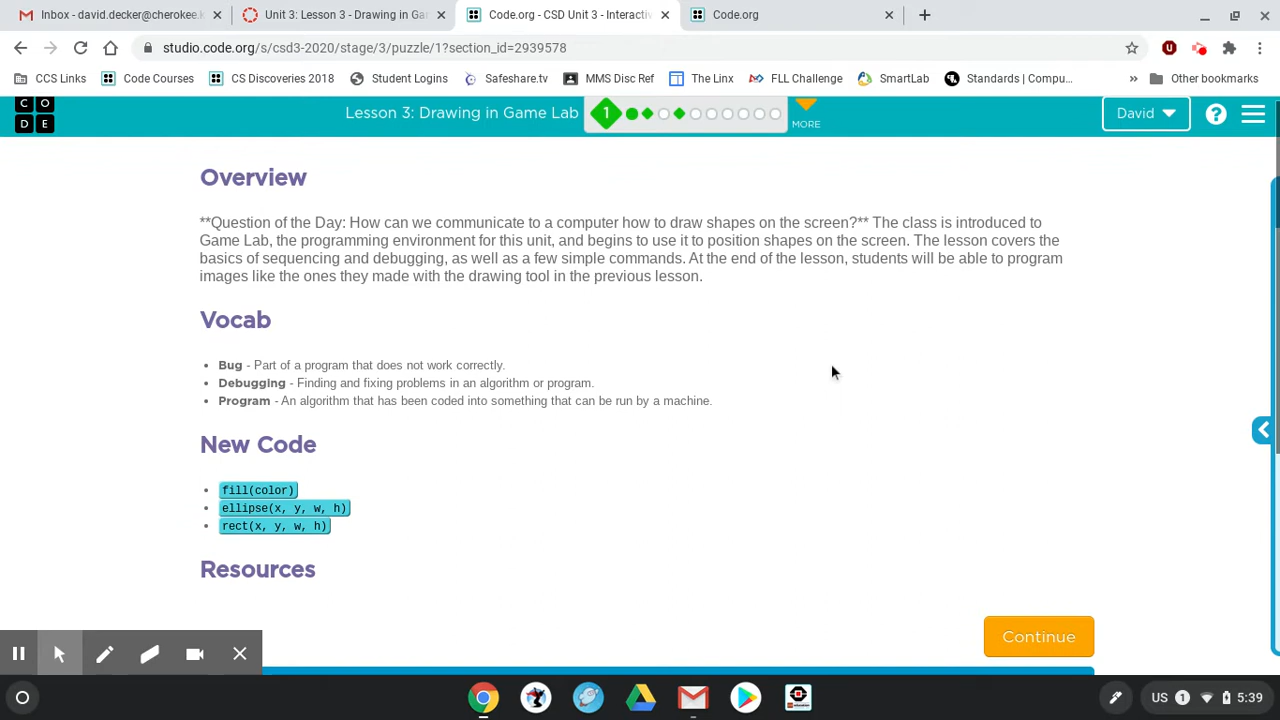 Inbox - david.decker@cherokee.k
Unit 3: Lesson 3 - Drawing in Gar
Code.org - CSD Unit 3 - Interactiv
Code.org
studio.code.org/s/csd3-2020/stage/3/puzzle/1?section_id=2939578
CCS Links
Code Courses
CS Discoveries 2018
Student Logins
Safeshare.tv
MMS Disc Ref
The Linx
FLL Challenge
SmartLab
Standards | Compu...
»
Other bookmarks
C O
D E
Lesson 3: Drawing in Game Lab
1
MORE
David
?
Overview
**Question of the Day: How can we communicate to a computer how to draw shapes on the screen?** The class is introduced to
Game Lab, the programming environment for this unit, and begins to use it to position shapes on the screen. The lesson covers the
basics of sequencing and debugging, as well as a few simple commands. At the end of the lesson, students will be able to program
images like the ones they made with the drawing tool in the previous lesson.
Vocab
• Bug - Part of a program that does not work correctly.
• Debugging - Finding and fixing problems in an algorithm or program.
• Program - An algorithm that has been coded into something that can be run by a machine.
New Code
• fill(color)
• ellipse(x, y, w, h)
• rect(x, y, w, h)
Resources
Continue
US
1
5:39